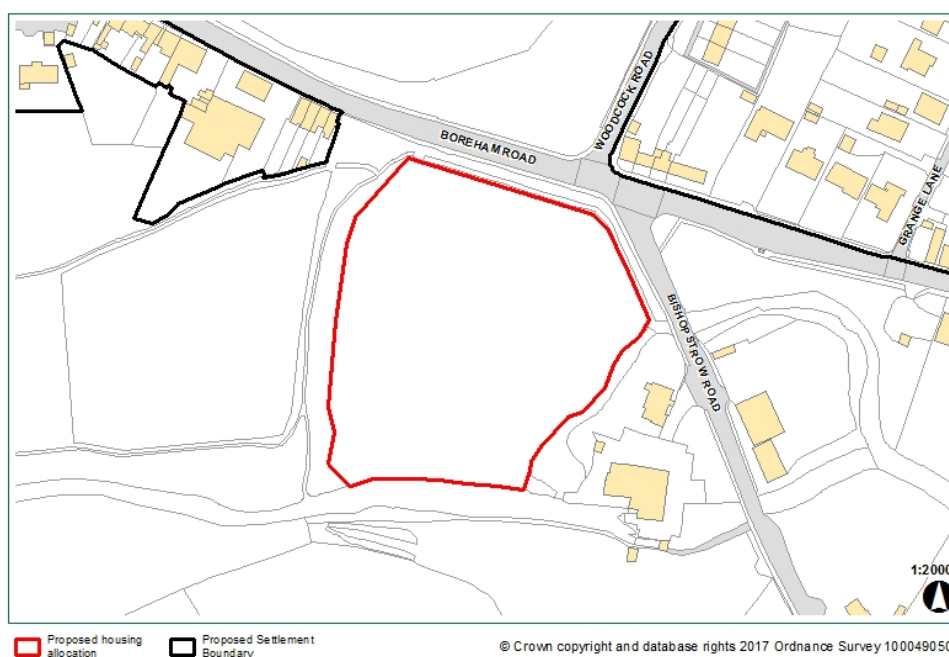 BOREHAM ROAD
WOODCOCK ROAD
GRANGE LANE
BISHOPSTROW ROAD
1:2000
Proposed housing
allocation
Proposed Settlement
Boundary
© Crown copyright and database rights 2017 Ordnance Survey 100049050